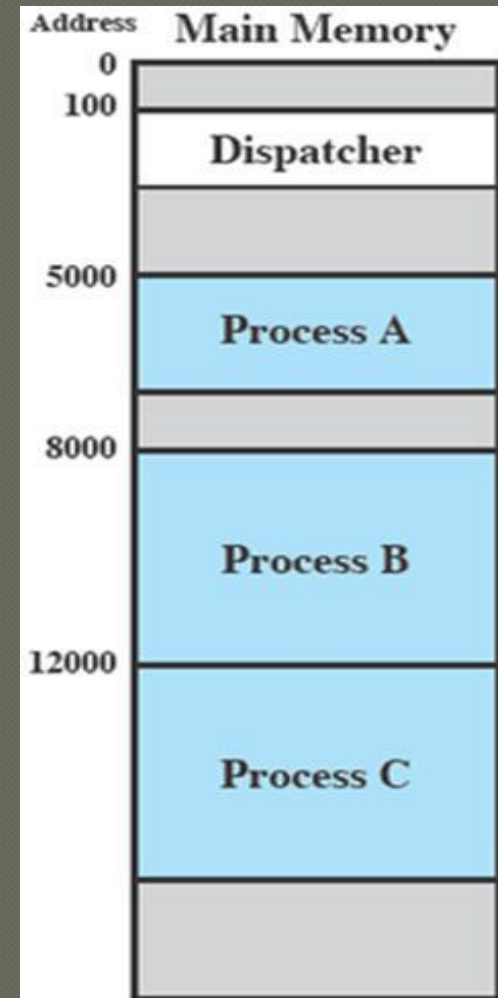 Address Main Memory
0
100
Dispatcher
5000
Process A
8000
Process B
12000
Process C